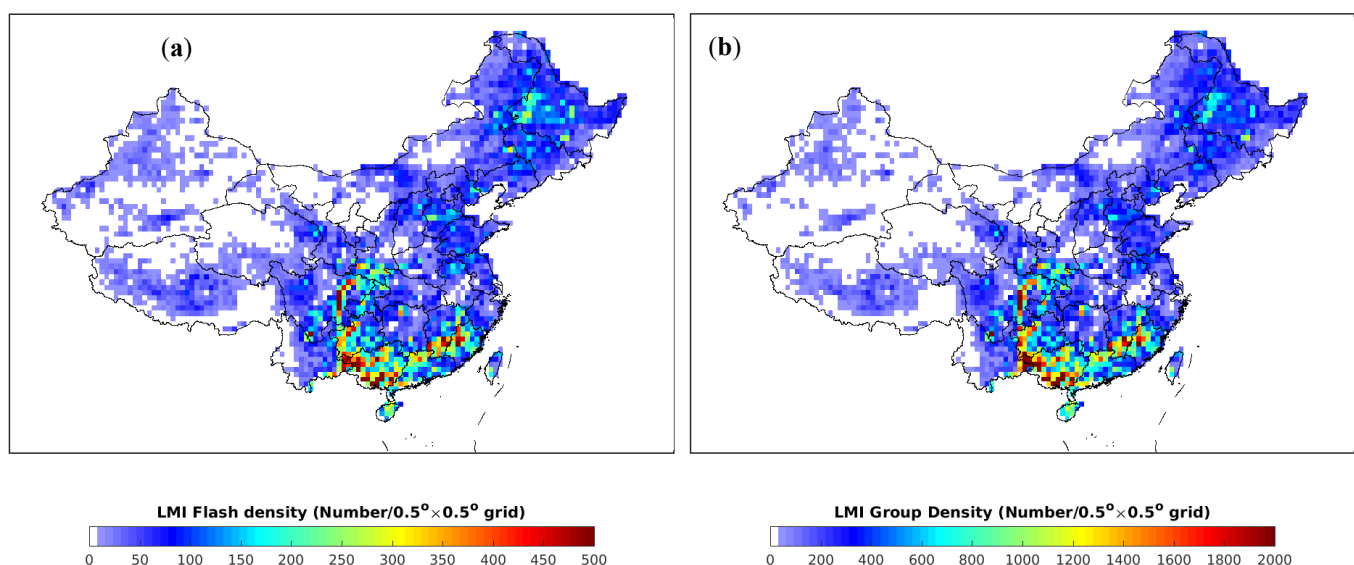 (a)
(b)
LMI Flash density (Number/0.5°×0.5° grid)
0 50 100 150 200 250 300 350 400 450 500
LMI Group Density (Number/0.5°×0.5° grid)
0 200 400 600 800 1000 1200 1400 1600 1800 2000